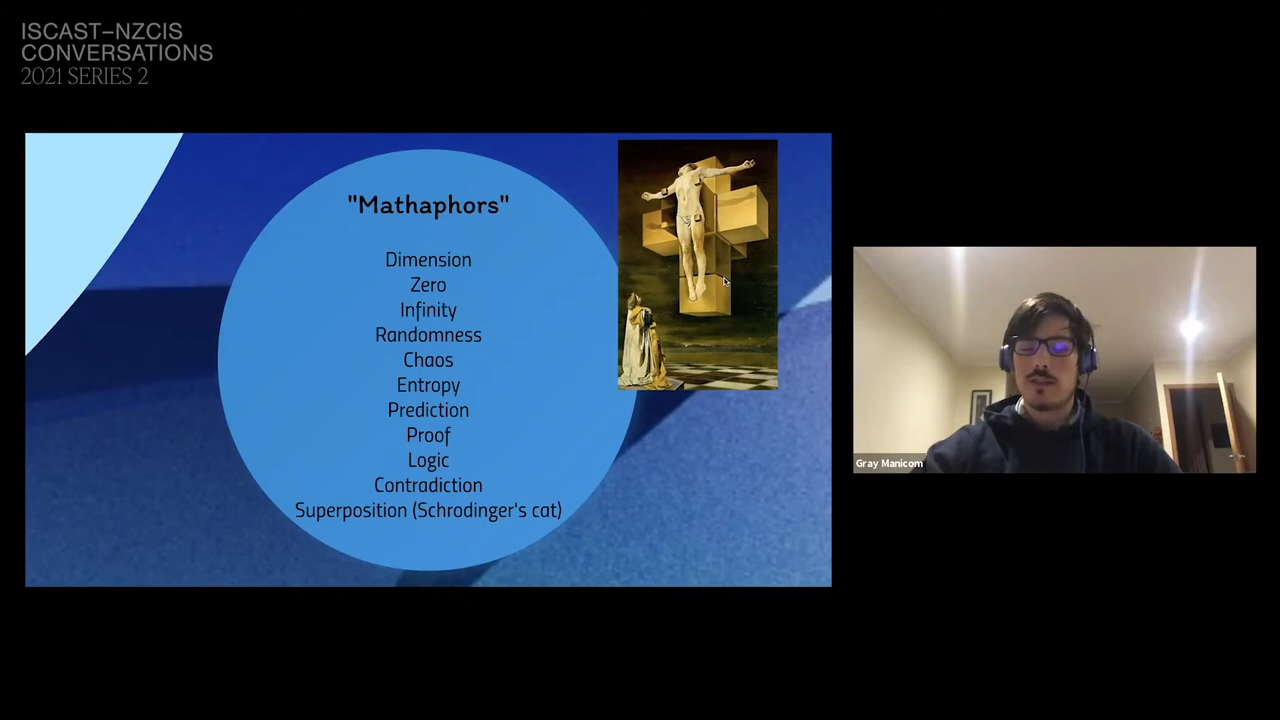 ISCAST–NZCIS
CONVERSATIONS
2021 SERIES 2
"Mathaphors"
Dimension
Zero
Infinity
Randomness
Chaos
Entropy
Prediction
Proof
Logic
Contradiction
Superposition (Schrodinger's cat)
Gray Manicom